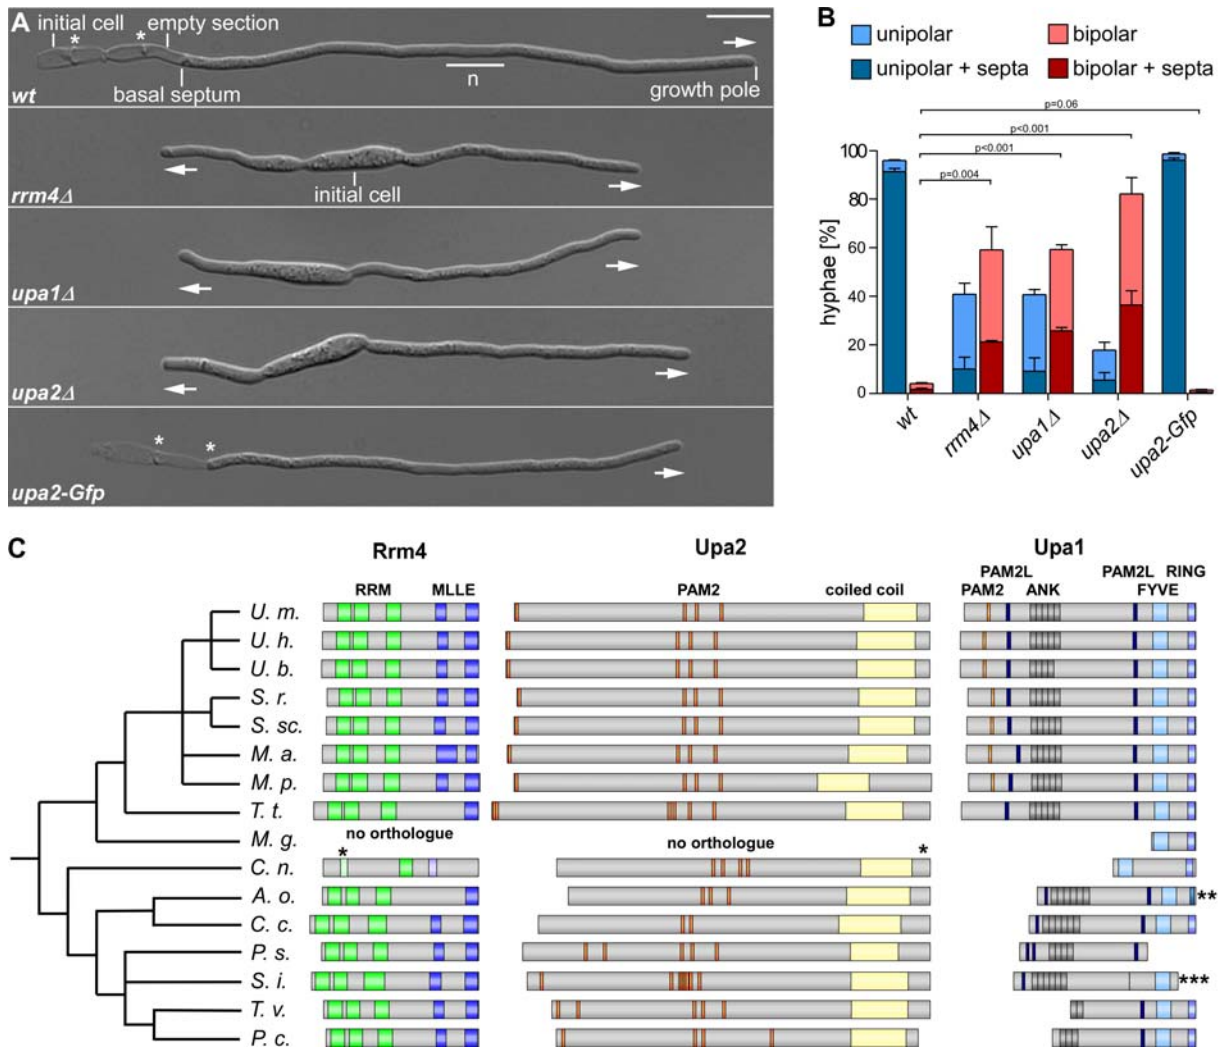 A
initial cell
empty section
*
*
n
basal septum
growth pole
wt
rrm4Δ
initial cell
upa1Δ
upa2Δ
*
*
upa2-Gfp
B
unipolar
bipolar
unipolar + septa
bipolar + septa
p=0.06
p<0.001
p<0.001
p=0.004
hyphae [%]
100
80
60
40
20
0
wt
rrm4Δ
upa1Δ
upa2Δ
upa2-Gfp
C
Rrm4
Upa2
Upa1
RRM
MLLE
PAM2
coiled coil
PAM2L
PAM2
ANK
PAM2L
RING
FYVE
U. m.
U. h.
U. b.
S. r.
S. sc.
M. a.
M. p.
T. t.
M. g.
no orthologue
no orthologue
C. n.
*
*
A. o.
**
C. c.
P. s.
S. i.
***
T. v.
P. c.